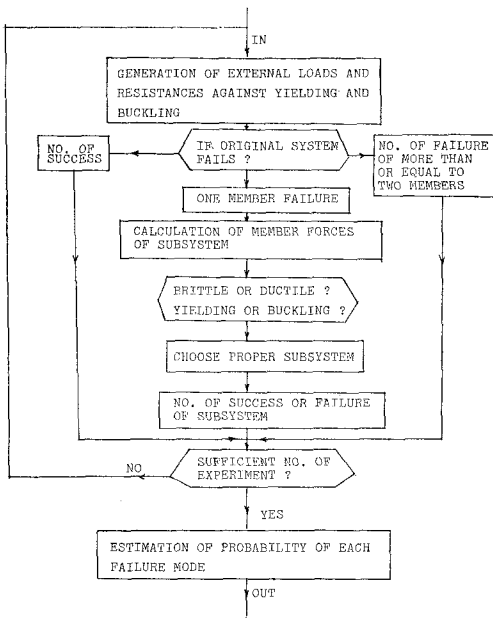 IN
GENERATION OF EXTERNAL LOADS AND
RESISTANCES AGAINST YIELDING AND
BUCKLING
NO. OF
SUCCESS
IF ORIGINAL SYSTEM
FAILS ?
NO. OF FAILURE
OF MORE THAN
OR EQUAL TO
TWO MEMBERS
ONE MEMBER FAILURE
CALCULATION OF MEMBER FORCES
OF SUBSYSTEM
BRITTLE OR DUCTILE ?
YIELDING OR BUCKLING ?
CHOOSE PROPER SUBSYSTEM
NO. OF SUCCESS OR FAILURE
OF SUBSYSTEM
NO
SUFFICIENT NO. OF
EXPERIMENT ?
YES
ESTIMATION OF PROBABILITY OF EACH
FAILURE MODE
OUT